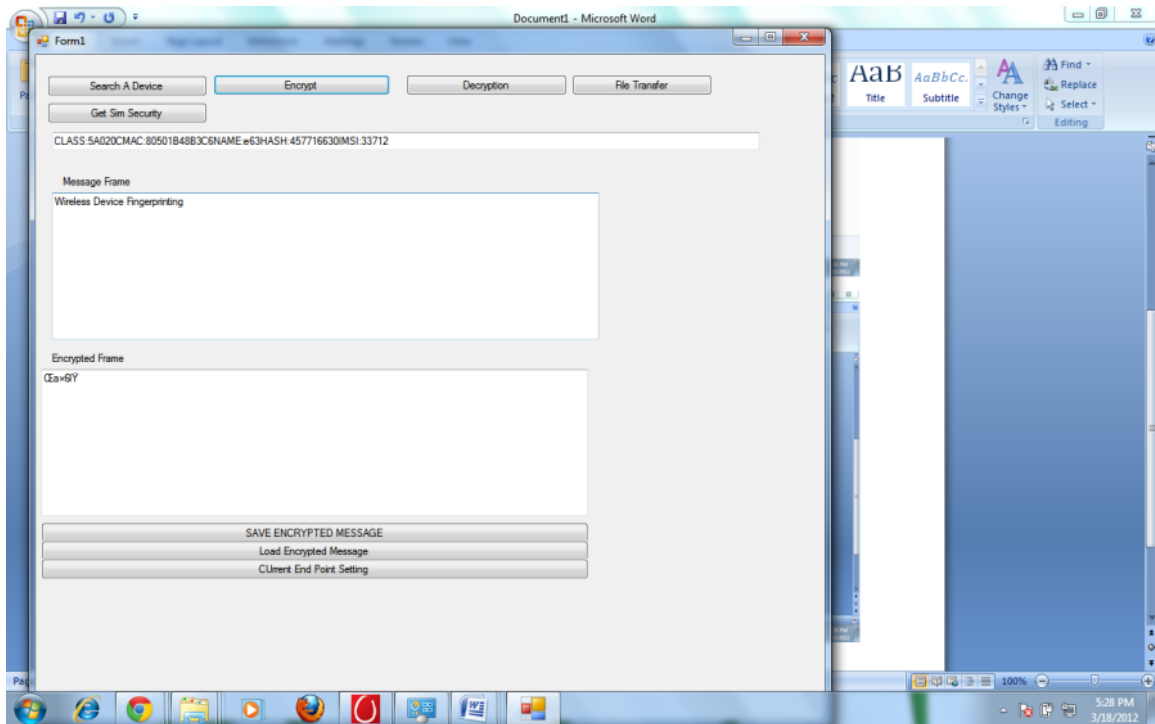 Document1 - Microsoft Word
Form1
Search A Device
Encrypt
Decryption
File Transfer
Get Sim Security
CLASS:5A020CMAC:80501B48B3C6NAME:e63HASH:457716630IMSI:33712
Message Frame
Wireless Device Fingerprinting
Encrypted Frame
SAVE ENCRYPTED MESSAGE
Load Encrypted Message
CUrrent End Point Setting
AaB
AaBbCc.
Title
Subtitle
Change
Styles
Find
Replace
Select
Editing
100%
5:28 PM
3/18/2012